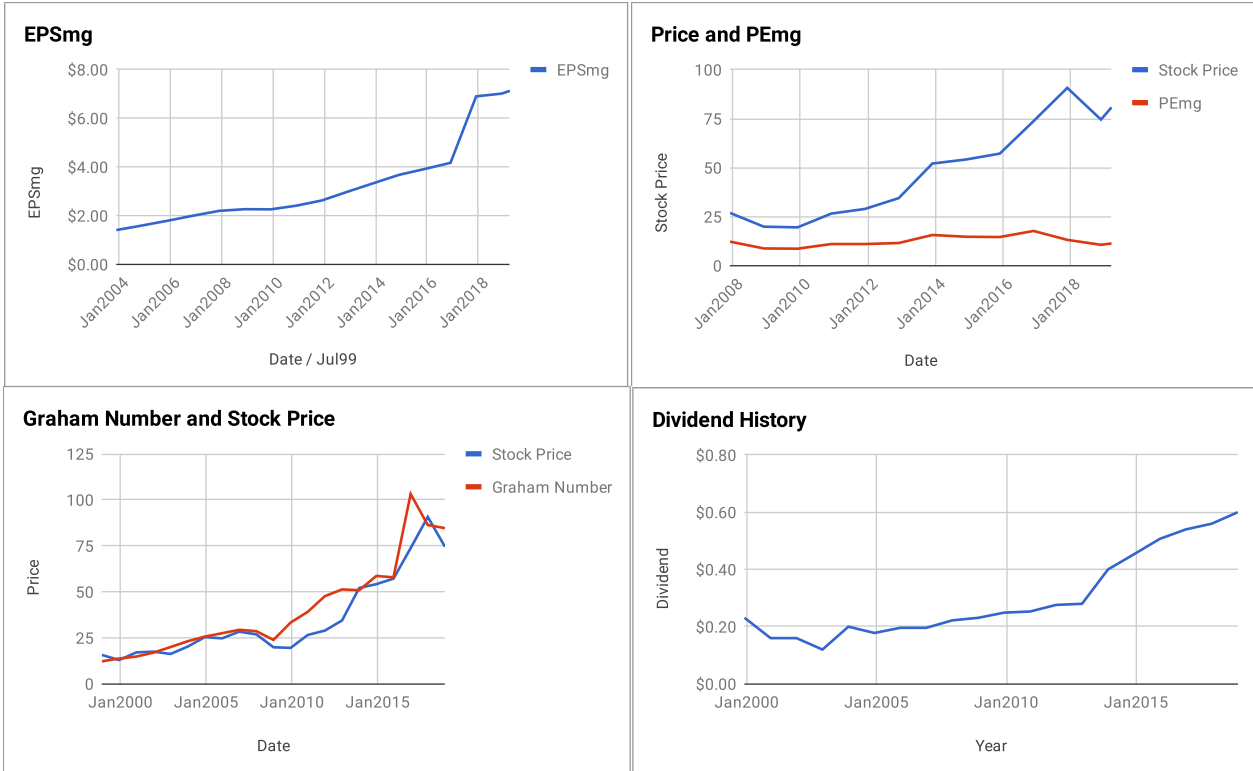 EPSmg
EPSmg
$8.00
$6.00
$4.00
$2.00
$0.00
EPSmg
Jan2004
Jan2006
Jan2008
Jan2010
Jan2012
Jan2014
Jan2016
Jan2018
Date / Jul99
Price and PEmg
Stock Price
PEmg
100
75
50
25
0
Stock Price
Jan2008
Jan2010
Jan2012
Jan2014
Jan2016
Jan2018
Date
Graham Number and Stock Price
Stock Price
Graham Number
125
100
75
50
25
0
Price
Jan2000
Jan2005
Jan2010
Jan2015
Date
Dividend History
$0.80
$0.60
$0.40
$0.20
$0.00
Dividend
Jan2000
Jan2005
Jan2010
Jan2015
Year